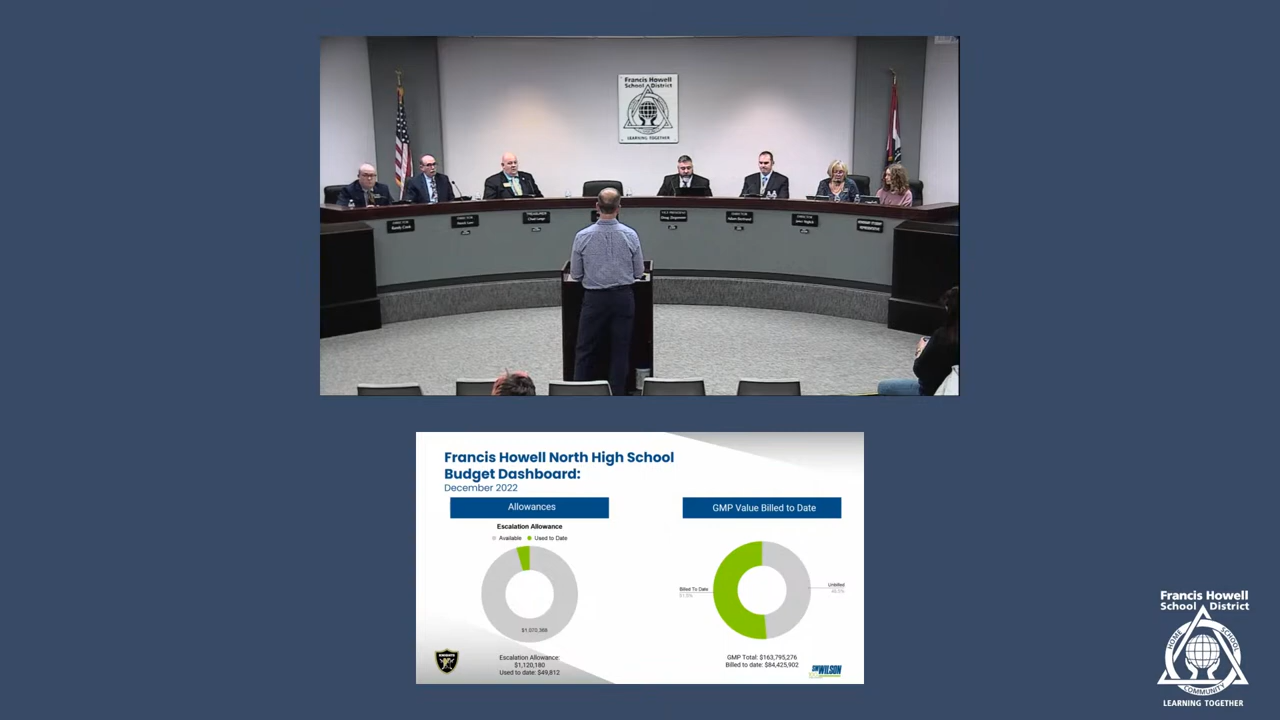 Francis Howell
School District
LEARNING TOGETHER
Francis Howell North High School
Budget Dashboard:
December 2022
Allowances
GMP Value Billed to Date
Escalation Allowance
Available
Used to Date
Billed To Date
Unbilled
$1,070,368
Escalation Allowance:
$1,120,180
Used to date: $49,812
GMP Total: $163,795,276
Billed to date: $84,425,902
KNIGHTS
WILSON
Francis Howell
School District
HOME
SCHOOL
COMMUNITY
LEARNING TOGETHER